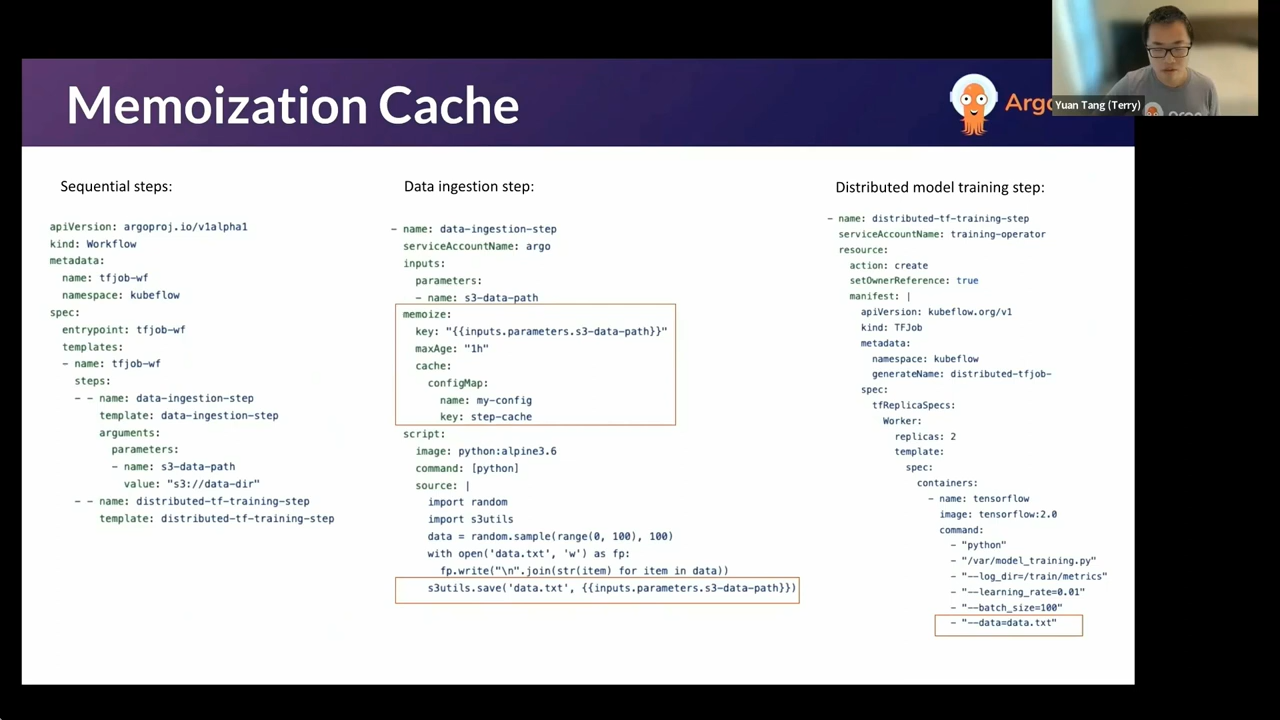 Memoization Cache
Yuan Tang (Terry)
Sequential steps:
apiVersion: argoproj.io/v1alpha1
kind: Workflow
metadata:
  name: tfjob-wf
  namespace: kubeflow
spec:
  entrypoint: tfjob-wf
  templates:
  - name: tfjob-wf
    steps:
    - - name: data-ingestion-step
        template: data-ingestion-step
        arguments:
          parameters:
          - name: s3-data-path
            value: "s3://data-dir"
    - - name: distributed-tf-training-step
        template: distributed-tf-training-step
Data ingestion step:
- name: data-ingestion-step
  serviceAccountName: argo
  inputs:
    parameters:
    - name: s3-data-path
  memoize:
    key: "{{inputs.parameters.s3-data-path}}"
    maxAge: "1h"
    cache:
      configMap:
        name: my-config
        key: step-cache
  script:
    image: python:alpine3.6
    command: [python]
    source: |
      import random
      import s3utils
      data = random.sample(range(0, 100), 100)
      with open('data.txt', 'w') as fp:
        fp.write("\n".join(str(item) for item in data))
      s3utils.save('data.txt', {{inputs.parameters.s3-data-path}})
Distributed model training step:
- name: distributed-tf-training-step
  serviceAccountName: training-operator
  resource:
    action: create
    setOwnerReference: true
    manifest: |
      apiVersion: kubeflow.org/v1
      kind: TFJob
      metadata:
        namespace: kubeflow
        generateName: distributed-tfjob-
      spec:
        tfReplicaSpecs:
          Worker:
            replicas: 2
            template:
              spec:
                containers:
                  - name: tensorflow
                    image: tensorflow:2.0
                    command:
                      - "python"
                      - "/var/model_training.py"
                      - "--log_dir=/train/metrics"
                      - "--learning_rate=0.01"
                      - "--batch_size=100"
                      - "--data=data.txt"